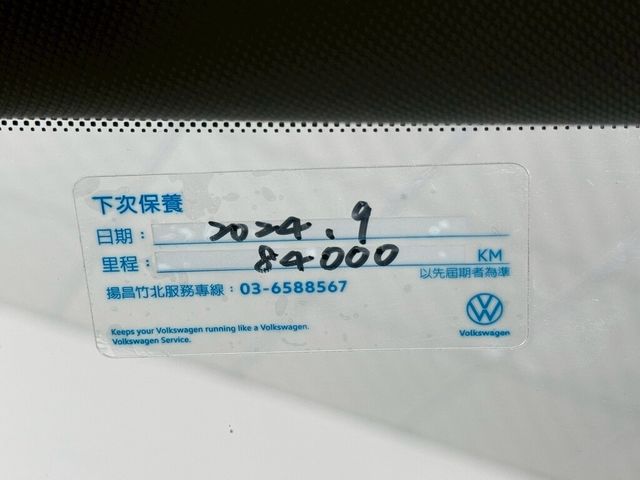 下次保養
日期：2024.9
里程：84000 KM
以先屆期者為準
揚昌竹北服務專線：03-6588567
Keeps your Volkswagen running like a Volkswagen.
Volkswagen Service.
Volkswagen